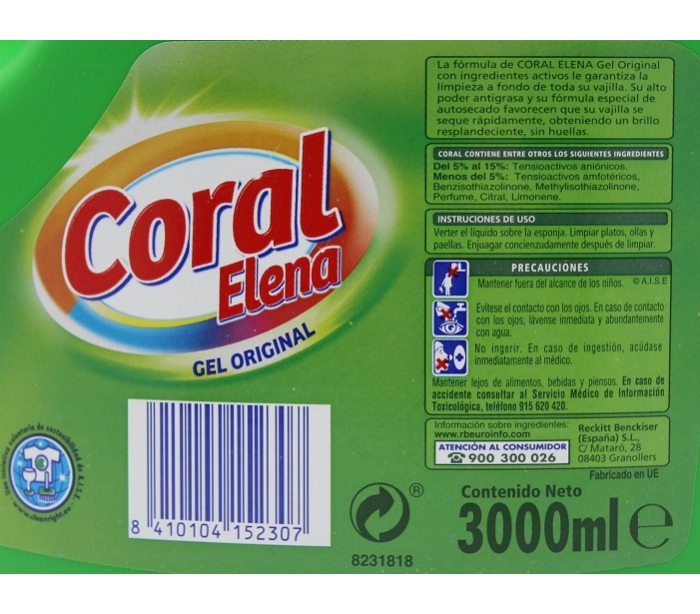 Coral
Elena
GEL ORIGINAL
La fórmula de CORAL ELENA Gel Original
con ingredientes activos le garantiza la
limpieza a fondo de toda su vajilla. Su alto
poder antigrasa y su fórmula especial de
autosecado favorecen que su vajilla se
seque rápidamente, obteniendo un brillo
resplandeciente, sin huellas.
CORAL CONTIENE ENTRE OTROS LOS SIGUIENTES INGREDIENTES
Del 5% al 15%: Tensioactivos aniónicos.
Menos del 5%: Tensioactivos amfotéricos,
Benzisothiazolinone, Methylisothiazolinone,
Perfume, Citral, Limonene.
INSTRUCCIONES DE USO
Verter el líquido sobre la esponja. Limpiar platos, ollas y
paellas. Enjuagar concienzudamente después de limpiar.
PRECAUCIÓNES
Mantener fuera del alcance de los niños. © A.I.S.E
Evítese el contacto con los ojos. En caso de contacto
con los ojos, lávense inmediata y abundantemente
con agua.
No ingerir. En caso de ingestión, acúdase
inmediatamente al médico.
Mantener lejos de alimentos, bebidas y piensos. En caso de
accidente consultar al Servicio Médico de Información
Toxicológica, teléfono 915 620 420.
Información sobre ingredientes:
www.rbeuroinfo.com
ATENCIÓN AL CONSUMIDOR
900 300 026
Reckitt Benckiser
(España) S.L.,
C/ Mataró, 28
08403 Granollers
Fabricado en UE
Una iniciativa voluntaria de sostenibilidad de A.I.S.E.
www.cleanright.eu
8 410104 152307
®
8231818
Contenido Neto
3000ml e